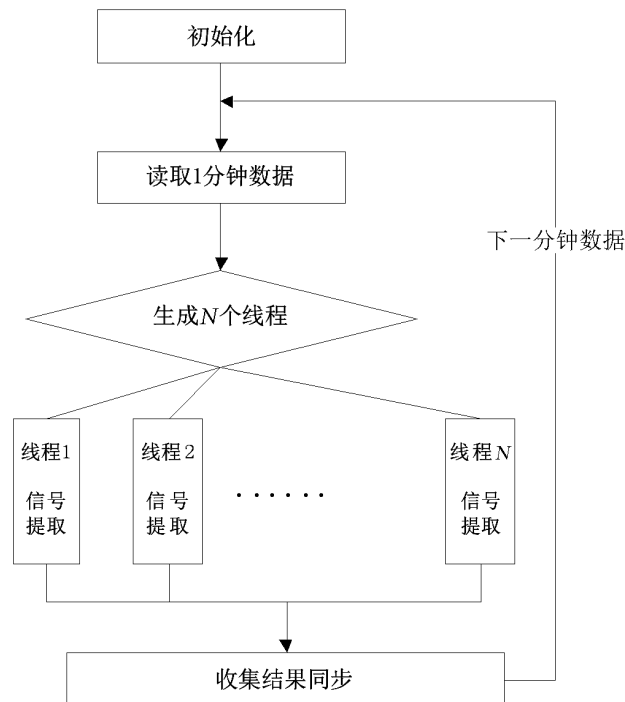 初始化
读取1分钟数据
下一分钟数据
生成N个线程
线程1
信号
提取
线程2
信号
提取
······
线程N
信号
提取
收集结果同步